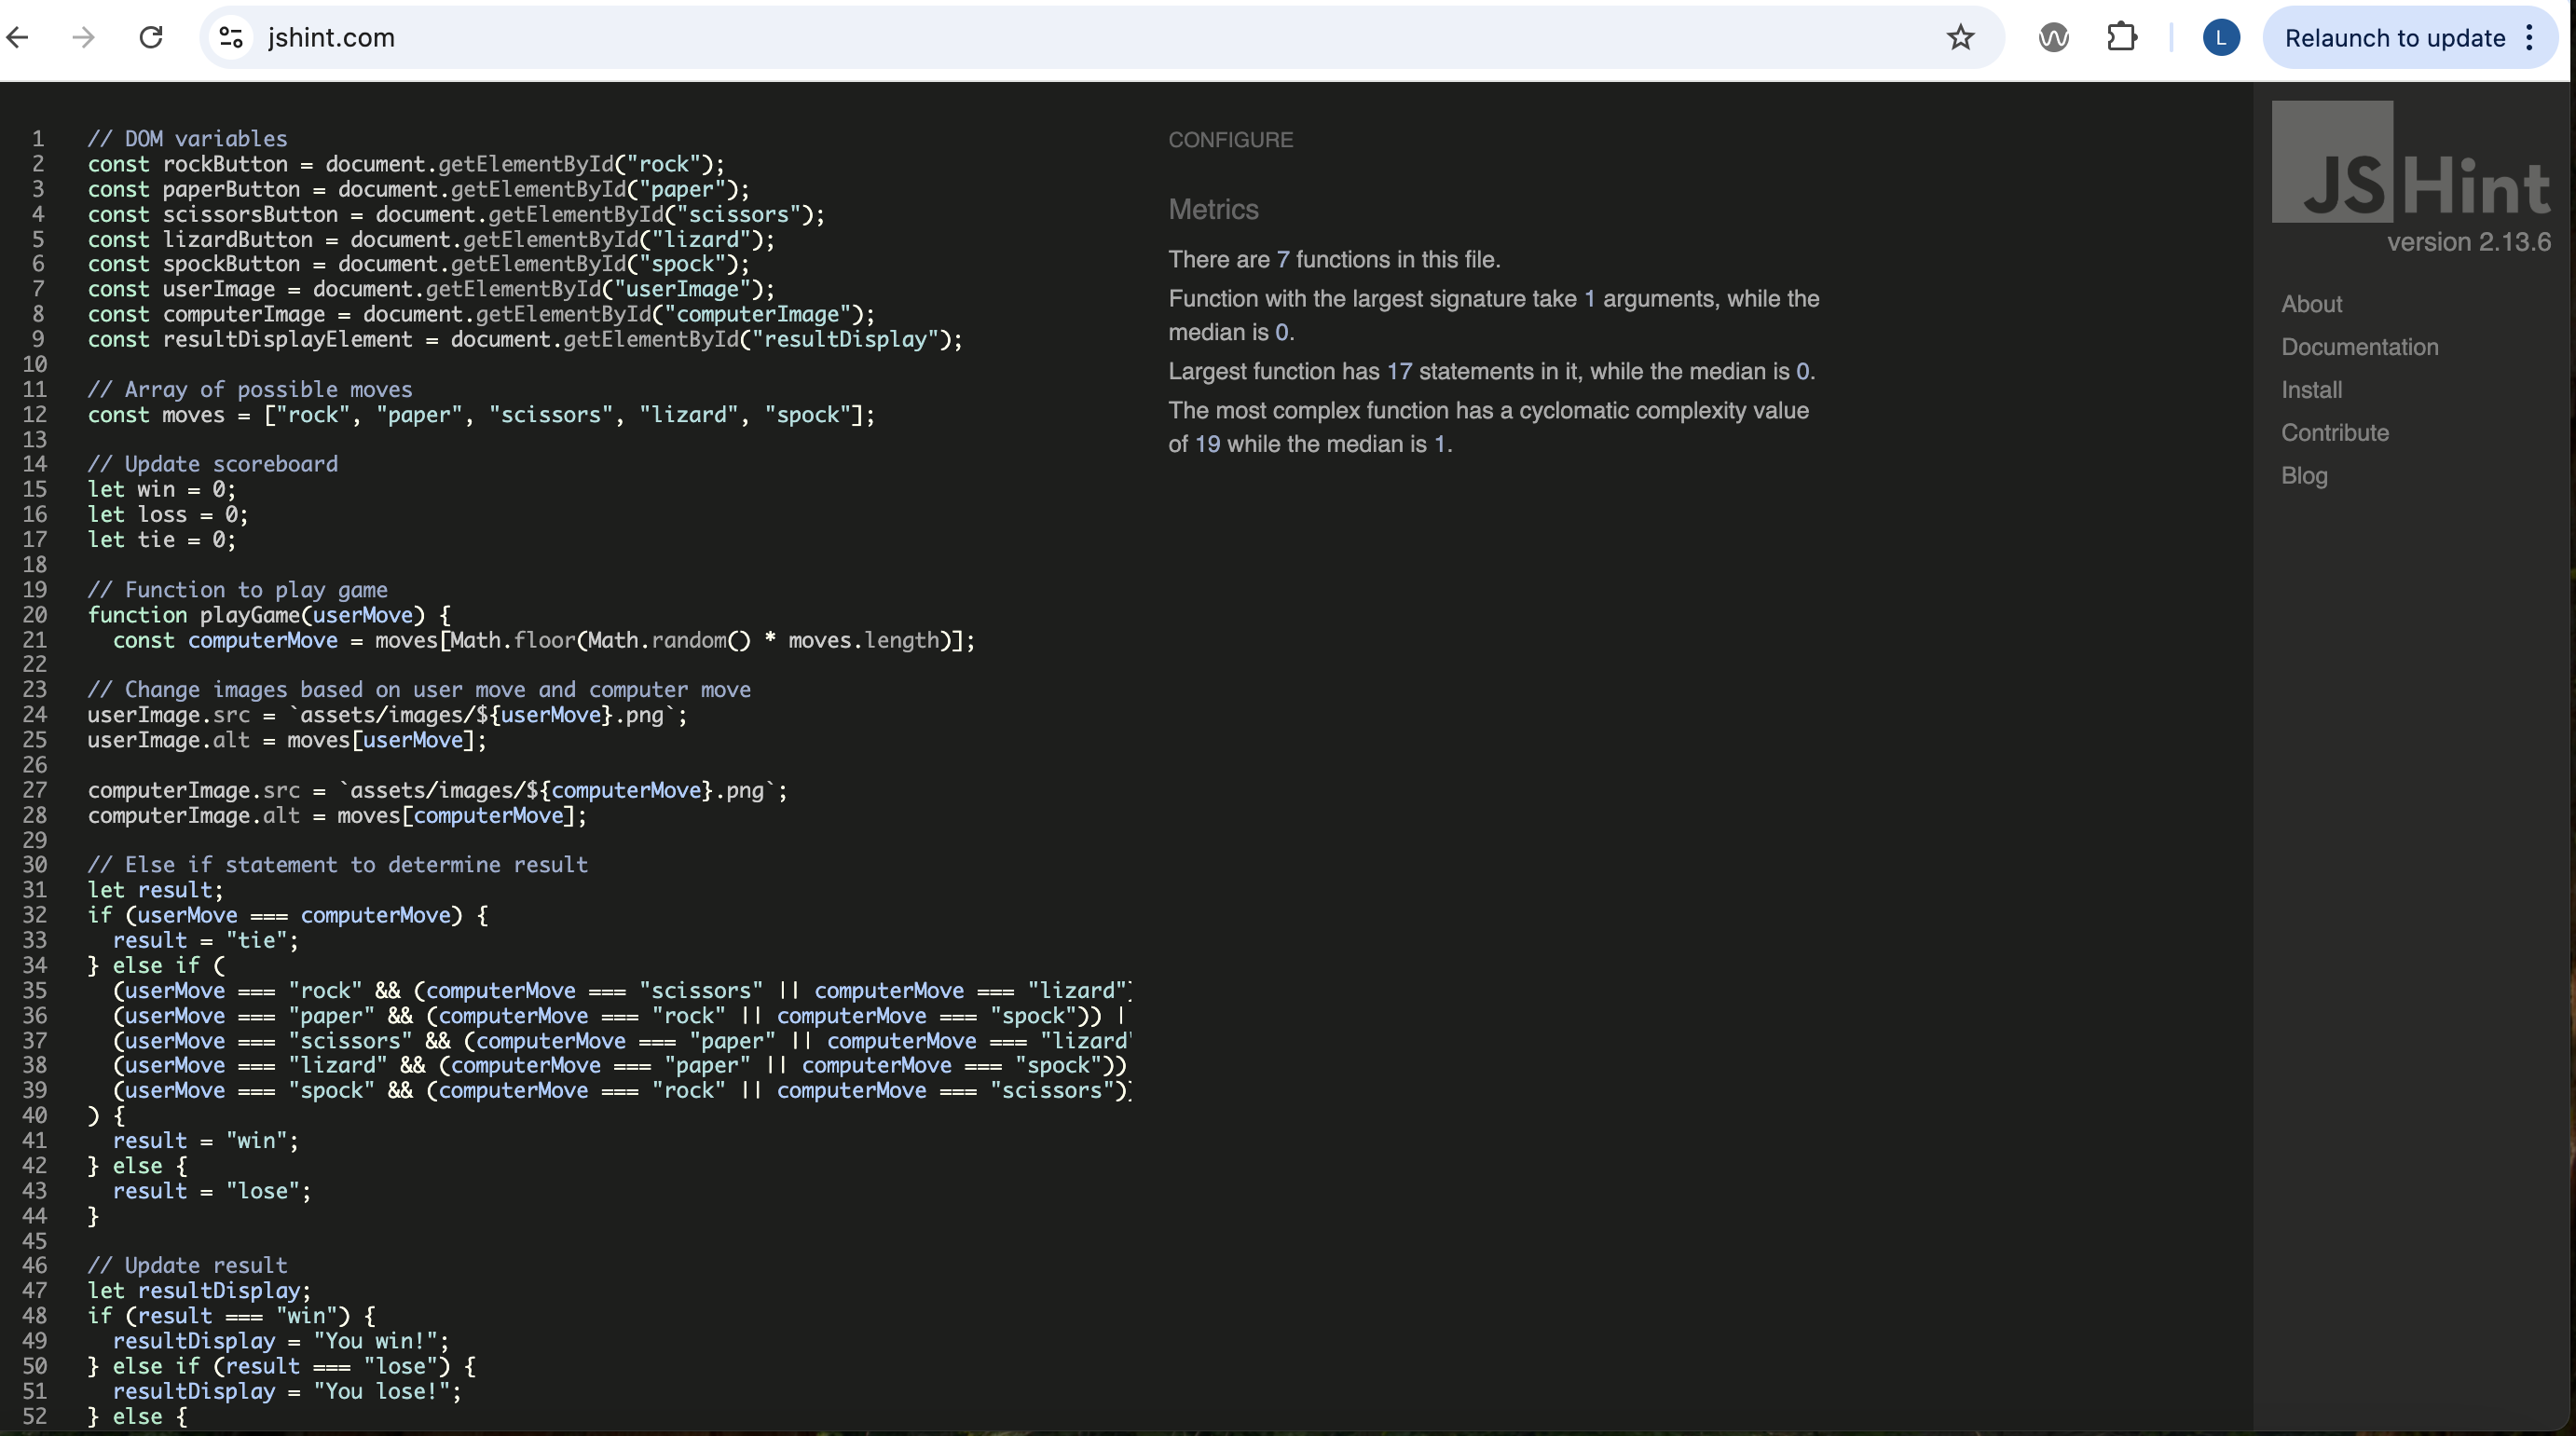 jshint.com
L
Relaunch to update
1 // DOM variables
2 const rockButton = document.getElementById("rock");
3 const paperButton = document.getElementById("paper");
4 const scissorsButton = document.getElementById("scissors");
5 const lizardButton = document.getElementById("lizard");
6 const spockButton = document.getElementById("spock");
7 const userImage = document.getElementById("userImage");
8 const computerImage = document.getElementById("computerImage");
9 const resultDisplayElement = document.getElementById("resultDisplay");
10
11 // Array of possible moves
12 const moves = ["rock", "paper", "scissors", "lizard", "spock"];
13
14 // Update scoreboard
15 let win = 0;
16 let loss = 0;
17 let tie = 0;
18
19 // Function to play game
20 function playGame(userMove) {
21   const computerMove = moves[Math.floor(Math.random() * moves.length)];
22
23 // Change images based on user move and computer move
24 userImage.src = `assets/images/${userMove}.png`;
25 userImage.alt = moves[userMove];
26
27 computerImage.src = `assets/images/${computerMove}.png`;
28 computerImage.alt = moves[computerMove];
29
30 // Else if statement to determine result
31 let result;
32 if (userMove === computerMove) {
33   result = "tie";
34 } else if (
35   (userMove === "rock" && (computerMove === "scissors" || computerMove === "lizard")
36   (userMove === "paper" && (computerMove === "rock" || computerMove === "spock")) |
37   (userMove === "scissors" && (computerMove === "paper" || computerMove === "lizard"
38   (userMove === "lizard" && (computerMove === "paper" || computerMove === "spock"))
39   (userMove === "spock" && (computerMove === "rock" || computerMove === "scissors"))
40 ) {
41   result = "win";
42 } else {
43   result = "lose";
44 }
45
46 // Update result
47 let resultDisplay;
48 if (result === "win") {
49   resultDisplay = "You win!";
50 } else if (result === "lose") {
51   resultDisplay = "You lose!";
52 } else {
CONFIGURE
Metrics
There are 7 functions in this file.
Function with the largest signature take 1 arguments, while the
median is 0.
Largest function has 17 statements in it, while the median is 0.
The most complex function has a cyclomatic complexity value
of 19 while the median is 1.
JSHint
version 2.13.6
About
Documentation
Install
Contribute
Blog